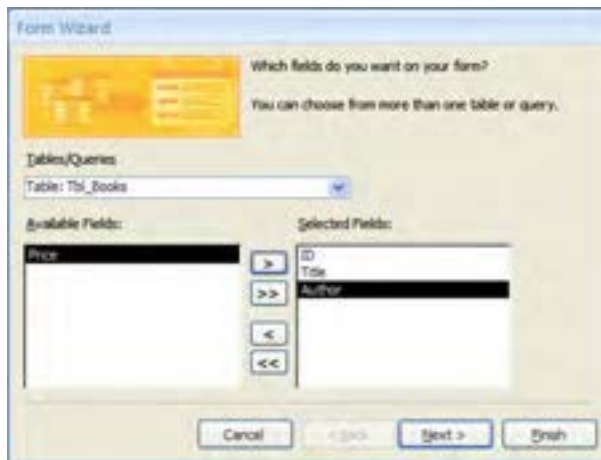 Form Wizard
Which fields do you want on your form?
You can choose from more than one table or query.
Tables/Queries
Table: Tbl_Books
Available Fields:
Selected Fields:
Price
ID
Title
Author
>
>>
<
<<
Cancel
< Back
Next >
Finish